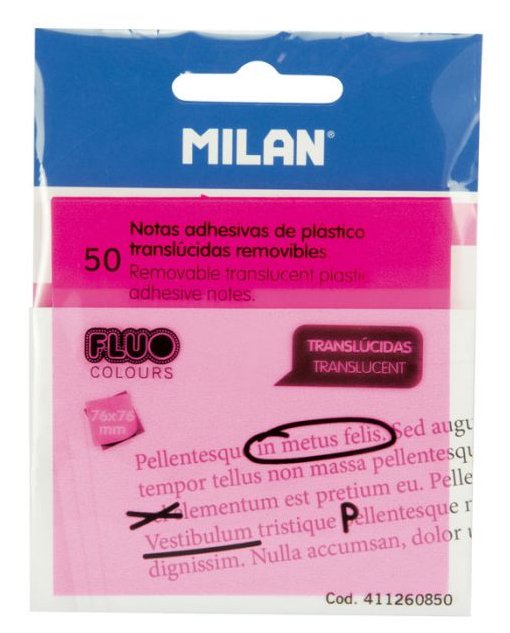 MILAN®
50
Notas adhesivas de plástico
translúcidas removibles
Removable translucent plastic
adhesive notes.
FLUO
COLOURS
TRANSLÚCIDAS
TRANSLUCENT
76x76
mm
Pellentesqu in metus felis. Sed augu
tempor tellus non massa pellentesqu
elementum est pretium eu. Pelle
Vestibulum tristique Pellentesque
dignissim. Nulla accumsan, dolor
Cod. 411260850